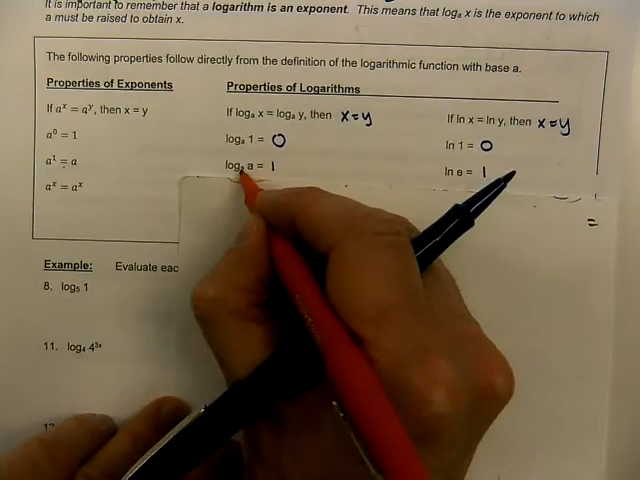 It is important to remember that a logarithm is an exponent. This means that logₐ x is the exponent to which
a must be raised to obtain x.
The following properties follow directly from the definition of the logarithmic function with base a.
Properties of Exponents
Properties of Logarithms
If aˣ = aʸ, then x = y
If logₐ x = logₐ y, then x = y
If ln x = ln y, then x = y
a⁰ = 1
logₐ 1 = 0
ln 1 = 0
a¹ = a
logₐ a = 1
ln e = 1
aˣ = aˣ
=
Example: Evaluate eac
8. log₅ 1
11. log₄ 4³ˣ